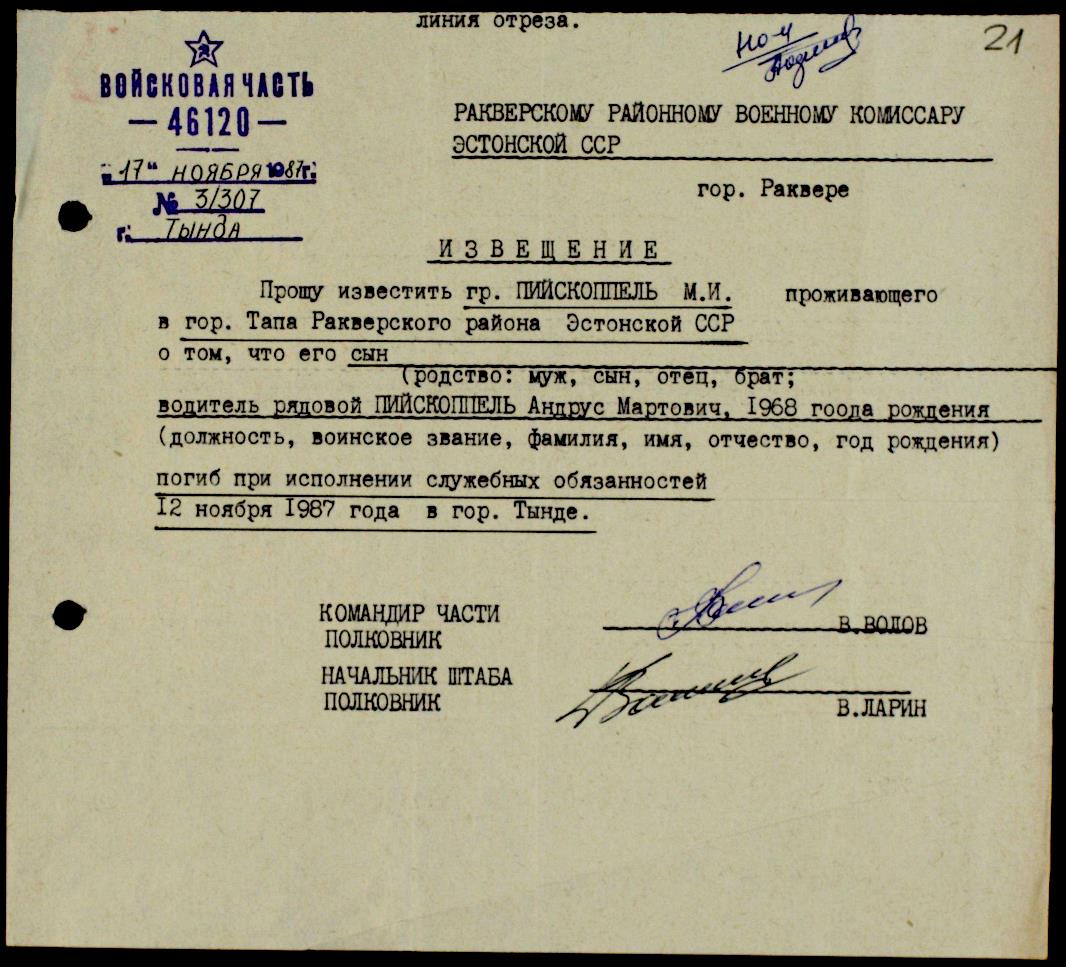 линия отреза.
21
ВОЙСКОВАЯ ЧАСТЬ
— 46120 —
"17" НОЯБРЯ 1987г.
№ 3/307
г. ТЫНДА
РАКВЕРСКОМУ РАЙОННОМУ ВОЕННОМУ КОМИССАРУ
ЭСТОНСКОЙ ССР
гор. Раквере
ИЗВЕЩЕНИЕ
Прошу известить гр. ПИЙСКОППЕЛЬ М.И. проживающего
в гор. Тапа Ракверского района Эстонской ССР
о том, что его сын
(родство: муж, сын, отец, брат;
водитель рядовой ПИЙСКОППЕЛЬ Андрус Мартович, 1968 гоода рождения
(должность, воинское звание, фамилия, имя, отчество, год рождения)
погиб при исполнении служебных обязанностей
12 ноября 1987 года в гор. Тынде.
КОМАНДИР ЧАСТИ
ПОЛКОВНИК
В.ВОЛОВ
НАЧАЛЬНИК ШТАБА
ПОЛКОВНИК
В.ЛАРИН